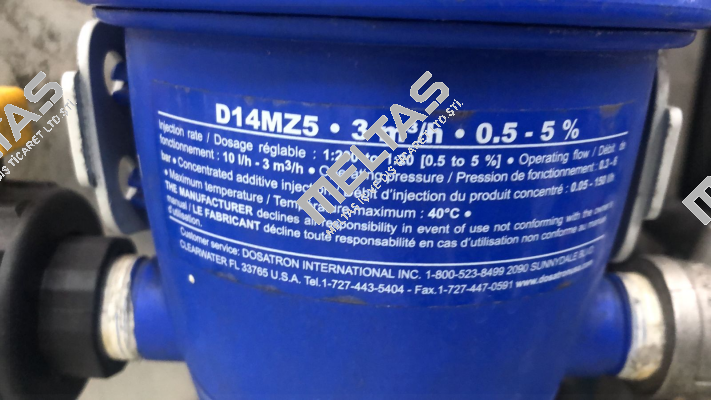 D14MZ5 • 3 m³/h • 0.5 - 5 %
Injection rate / Dosage réglable : 1:200 to [0.5 to 5 %] • Operating flow / Débit de
fonctionnement : 10 l/h - 3 m³/h • Operating pressure / Pression de fonctionnement : 0.3 - 6
bar • Concentrated additive injection / Débit d'injection du produit concentré : 0.05 - 150 l/h
• Maximum temperature / Température maximum : 40°C •
THE MANUFACTURER declines all responsibility in event of use not conforming with the owner's
manual / LE FABRICANT décline toute responsabilité en cas d'utilisation non conforme au manuel
d'utilisation.
Customer service: DOSATRON INTERNATIONAL INC. 1-800-523-8499 2090 SUNNYDALE
CLEARWATER FL 33765 U.S.A. Tel.1-727-443-5404 - Fax.1-727-447-0591 www.dosatronusa.com
MELTAS
MELTAS
MELTAS
MELTAS